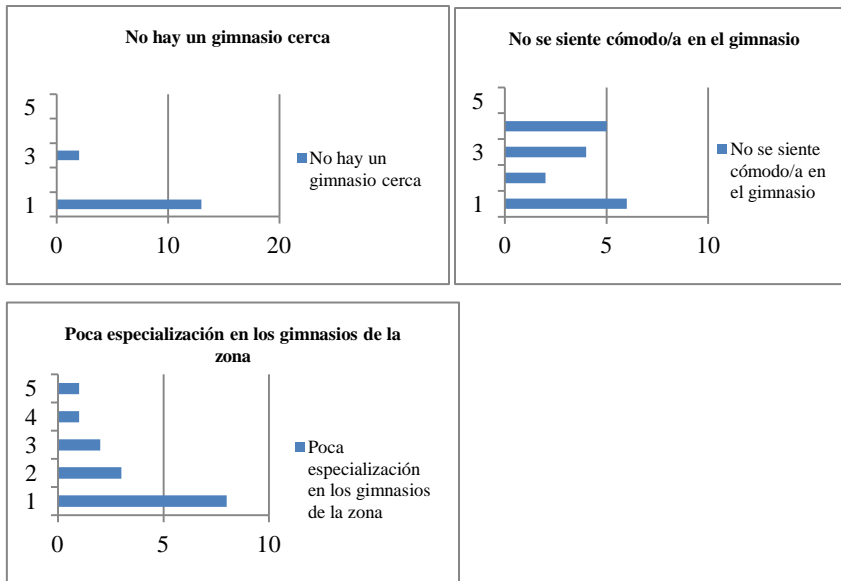 No hay un gimnasio cerca
5
3
1
0
10
20
No hay un
gimnasio cerca
No se siente cómodo/a en el gimnasio
5
3
1
0
5
10
No se siente
cómodo/a en
el gimnasio
Poca especialización en los gimnasios de la
zona
5
4
3
2
1
0
5
10
Poca
especialización
en los gimnasios
de la zona